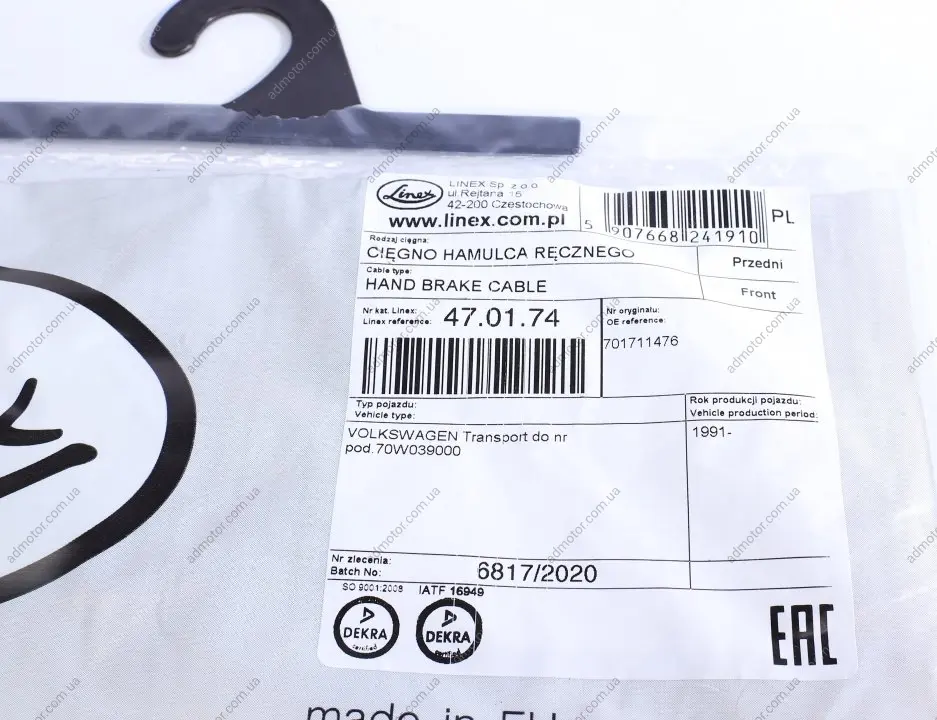 Linex
LINEX Sp. z o.o
ul.Rejtana 15
42-200 Czestochowa
www.linex.com.pl
5 907668 241910
PL
Rodzaj cięgna:
CIĘGNO HAMULCA RĘCZNEGO
Przedni
Cable type:
HAND BRAKE CABLE
Front
Nr kat. Linex:
Linex reference:
47.01.74
Nr oryginału:
OE reference:
701711476
Typ pojazdu:
Vehicle type:
Rok produkcji pojazdu:
Vehicle production period:
VOLKSWAGEN Transport do nr
pod.70W039000
1991-
Nr zlecenia:
Batch No:
6817/2020
ISO 9001:2008
IATF 16949
DEKRA
certified
DEKRA
certified
EAC
made in EU
admotor.com.ua